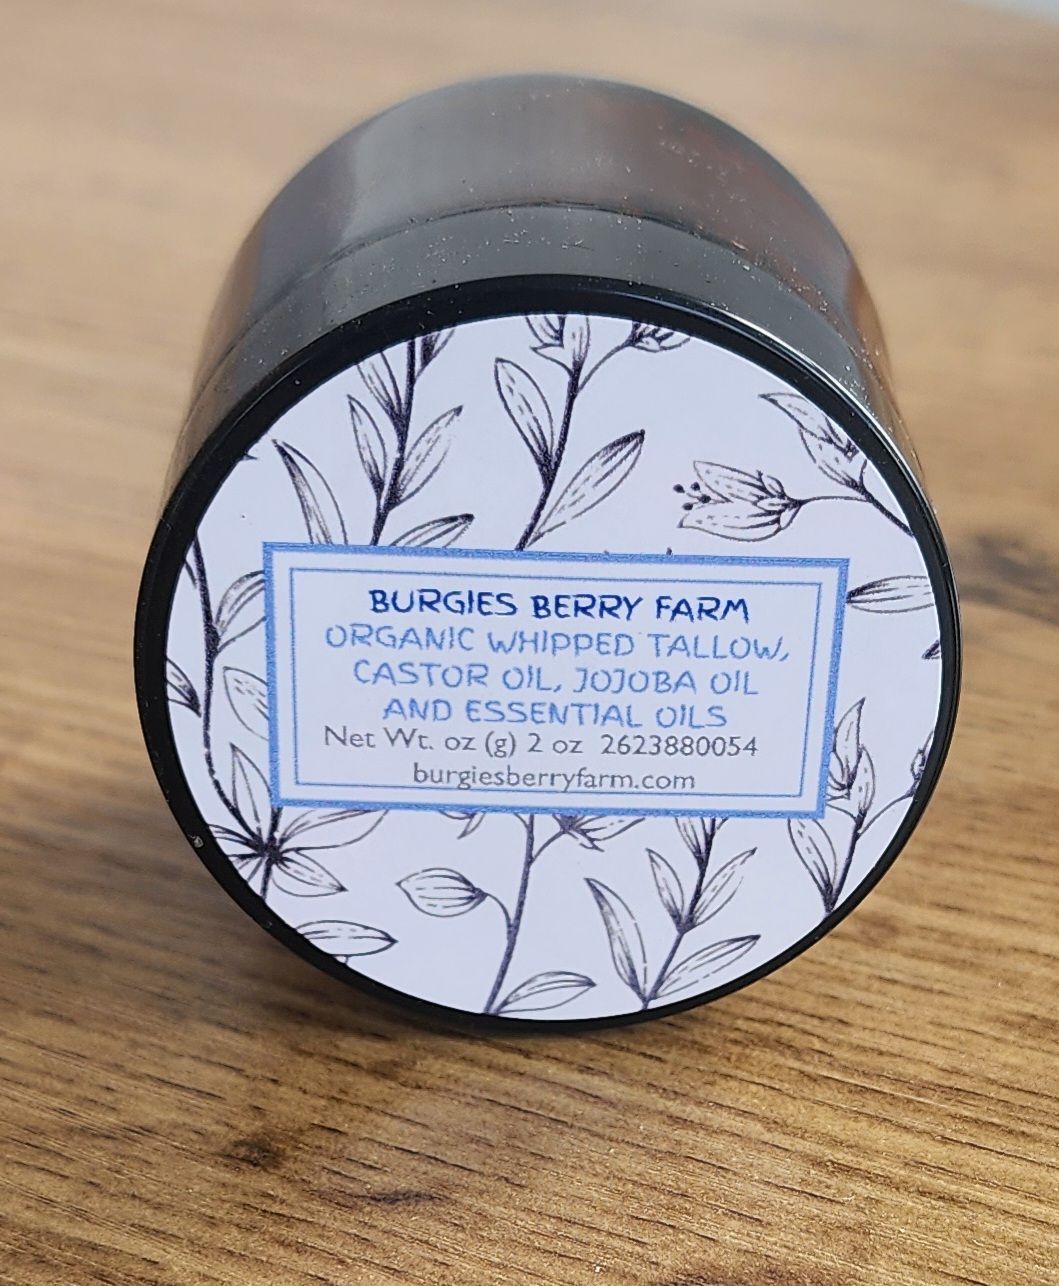 BURGIES BERRY FARM
ORGANIC WHIPPED TALLOW,
CASTOR OIL, JOJOBA OIL
AND ESSENTIAL OILS
Net Wt. oz (g) 2 oz 2623880054
burgiesberryfarm.com